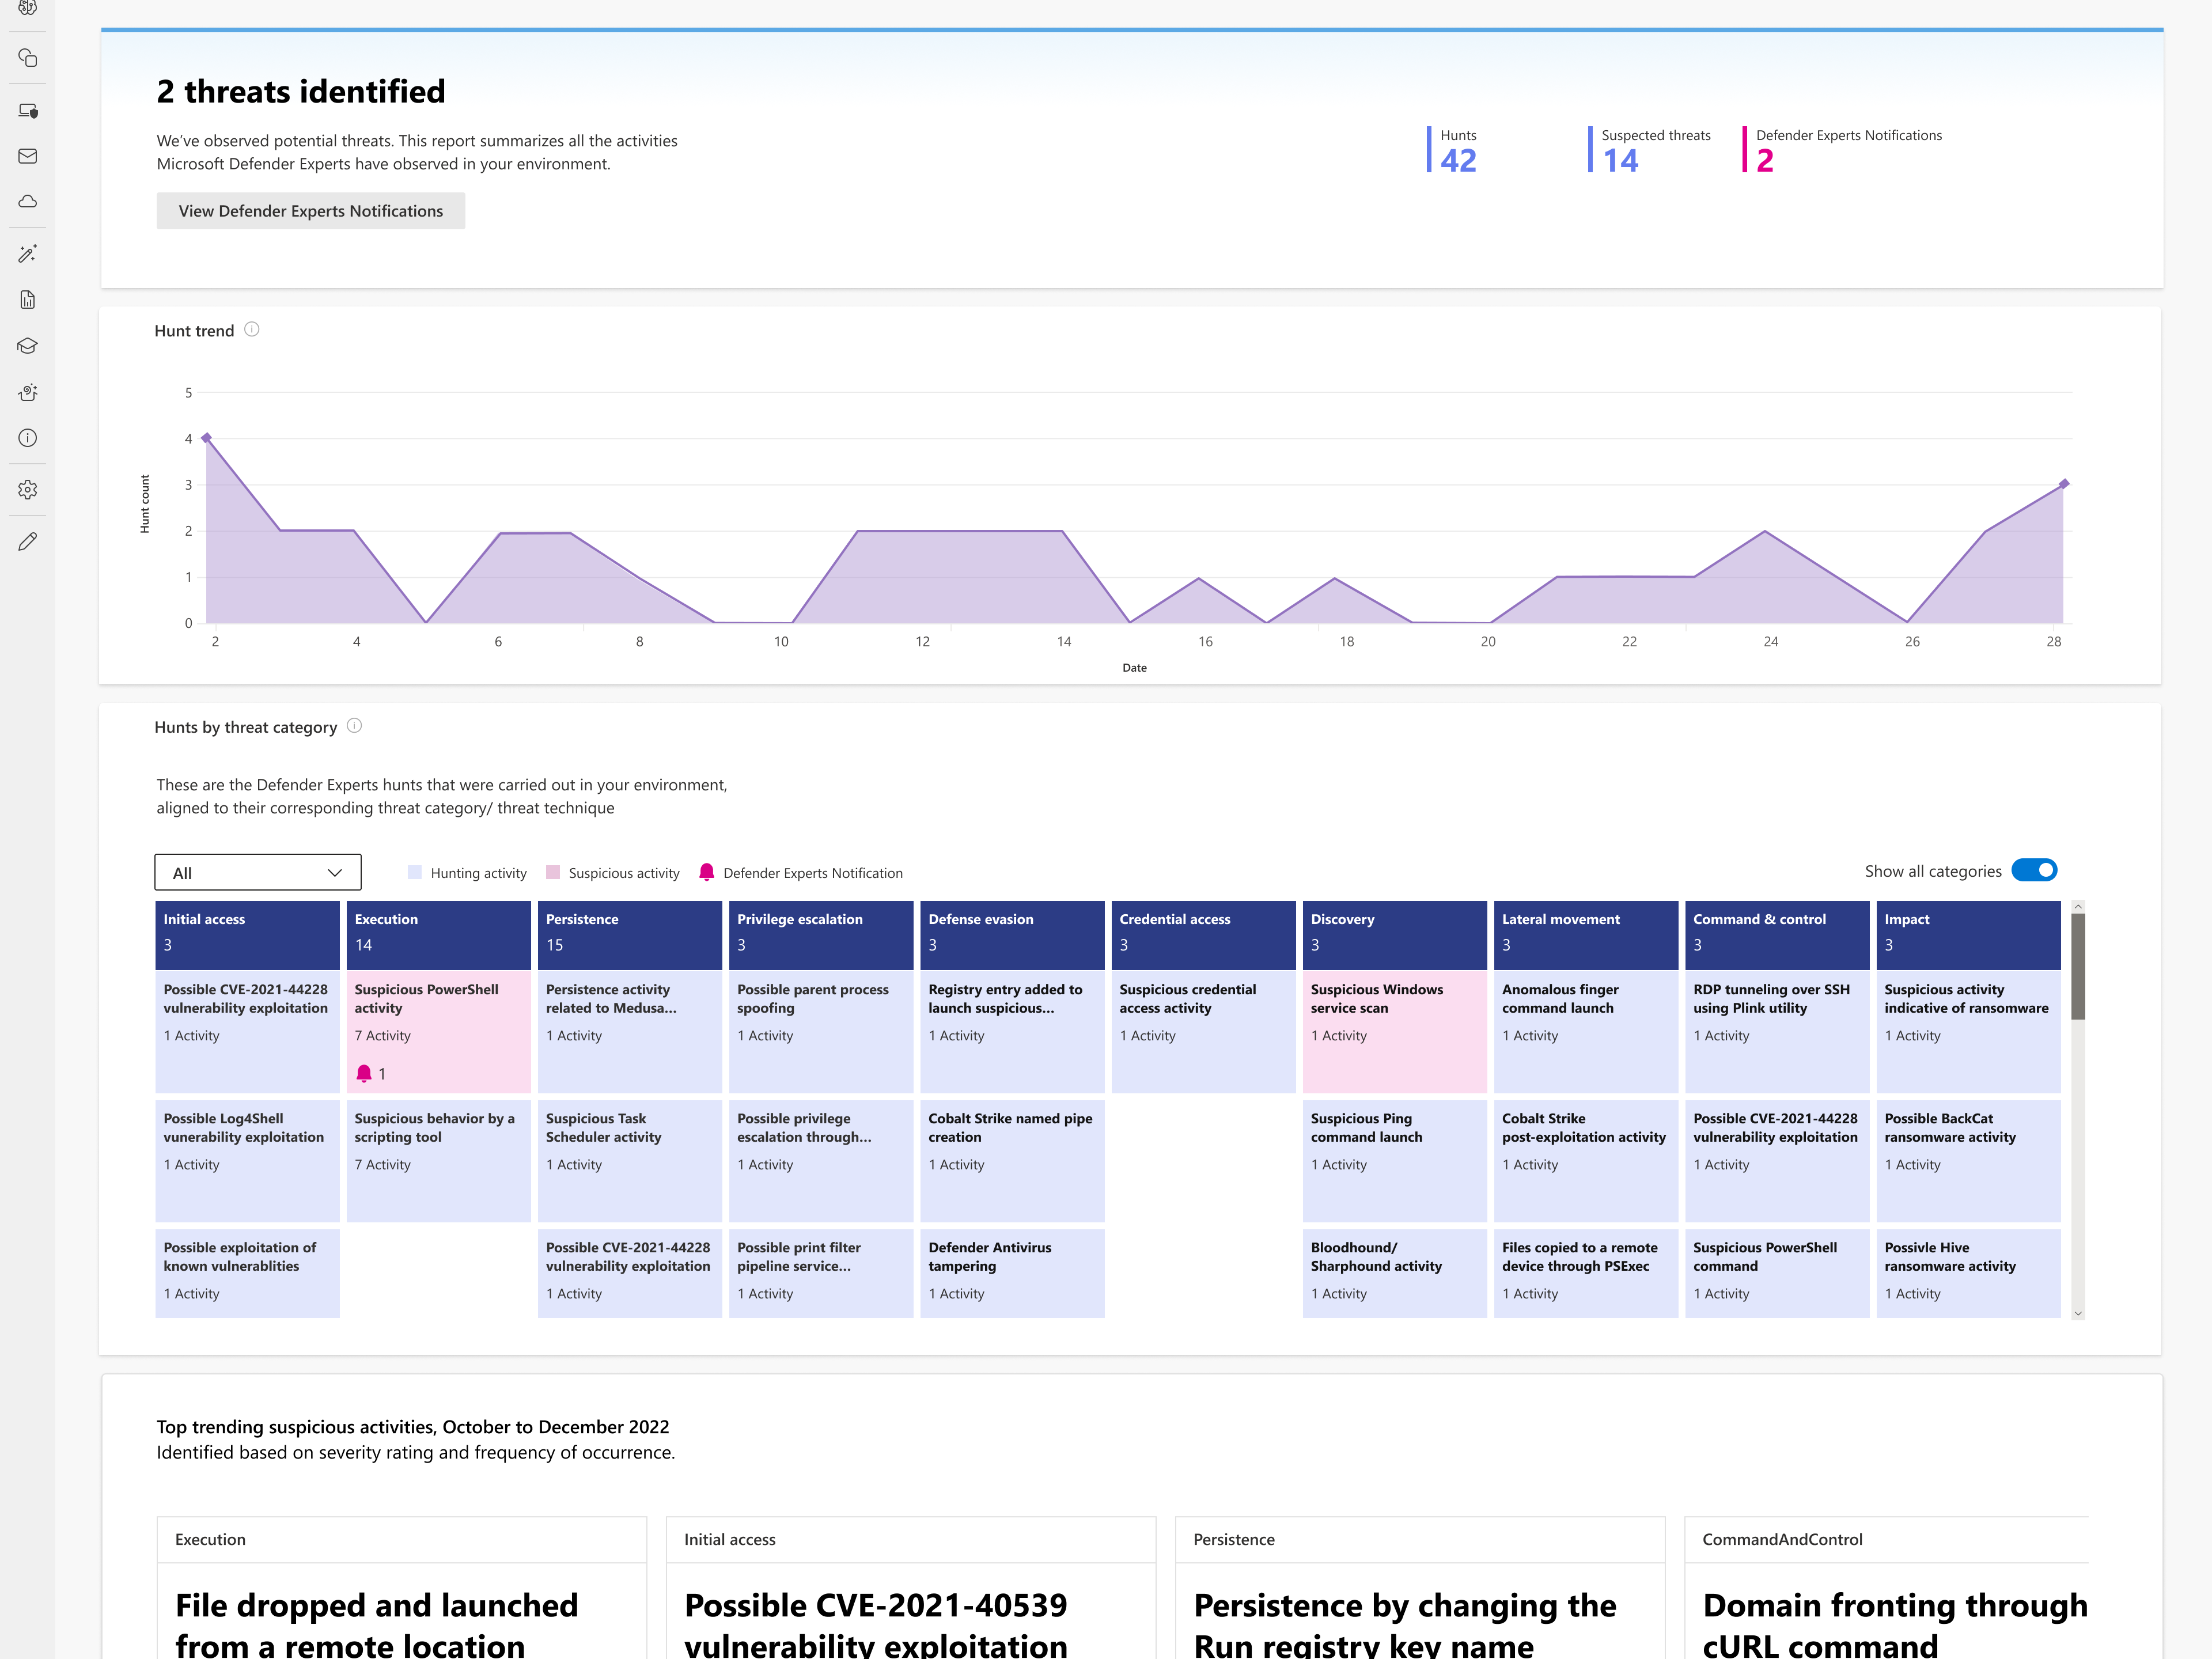 2 threats identified
We've observed potential threats. This report summarizes all the activities
Microsoft Defender Experts have observed in your environment.
View Defender Experts Notifications
Hunts
42
Suspected threats
14
Defender Experts Notifications
2
Hunt trend
5
4
3
2
1
0
Hunt count
2 4 6 8 10 12 14 16 18 20 22 24 26 28
Date
Hunts by threat category
These are the Defender Experts hunts that were carried out in your environment,
aligned to their corresponding threat category/ threat technique
All
Hunting activity
Suspicious activity
Defender Experts Notification
Show all categories
Initial access
3
Execution
14
Persistence
15
Privilege escalation
3
Defense evasion
3
Credential access
3
Discovery
3
Lateral movement
3
Command & control
3
Impact
3
Possible CVE-2021-44228
vulnerability exploitation
1 Activity
Suspicious PowerShell
activity
7 Activity
1
Persistence activity
related to Medusa...
1 Activity
Possible parent process
spoofing
1 Activity
Registry entry added to
launch suspicious...
1 Activity
Suspicious credential
access activity
1 Activity
Suspicious Windows
service scan
1 Activity
Anomalous finger
command launch
1 Activity
RDP tunneling over SSH
using Plink utility
1 Activity
Suspicious activity
indicative of ransomware
1 Activity
Possible Log4Shell
vunerability exploitation
1 Activity
Suspicious behavior by a
scripting tool
7 Activity
Suspicious Task
Scheduler activity
1 Activity
Possible privilege
escalation through...
1 Activity
Cobalt Strike named pipe
creation
1 Activity
Suspicious Ping
command launch
1 Activity
Cobalt Strike
post-exploitation activity
1 Activity
Possible CVE-2021-44228
vulnerability exploitation
1 Activity
Possible BackCat
ransomware activity
1 Activity
Possible exploitation of
known vulnerablities
1 Activity
Possible CVE-2021-44228
vulnerability exploitation
1 Activity
Possible print filter
pipeline service...
1 Activity
Defender Antivirus
tampering
1 Activity
Bloodhound/
Sharphound activity
1 Activity
Files copied to a remote
device through PSExec
1 Activity
Suspicious PowerShell
command
1 Activity
Possivle Hive
ransomware activity
1 Activity
Top trending suspicious activities, October to December 2022
Identified based on severity rating and frequency of occurrence.
Execution
File dropped and launched
from a remote location
Initial access
Possible CVE-2021-40539
vulnerability exploitation
Persistence
Persistence by changing the
Run registry key name
CommandAndControl
Domain fronting through
cURL command